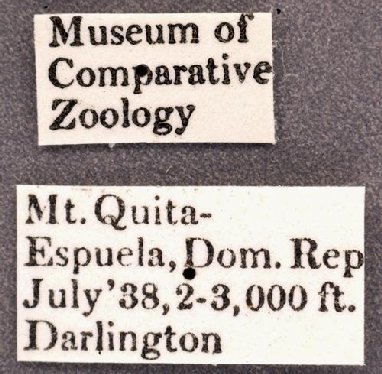 Museum of
Comparative
Zoology
Mt. Quita-
Espuela, Dom. Rep
July '38, 2-3,000 ft.
Darlington